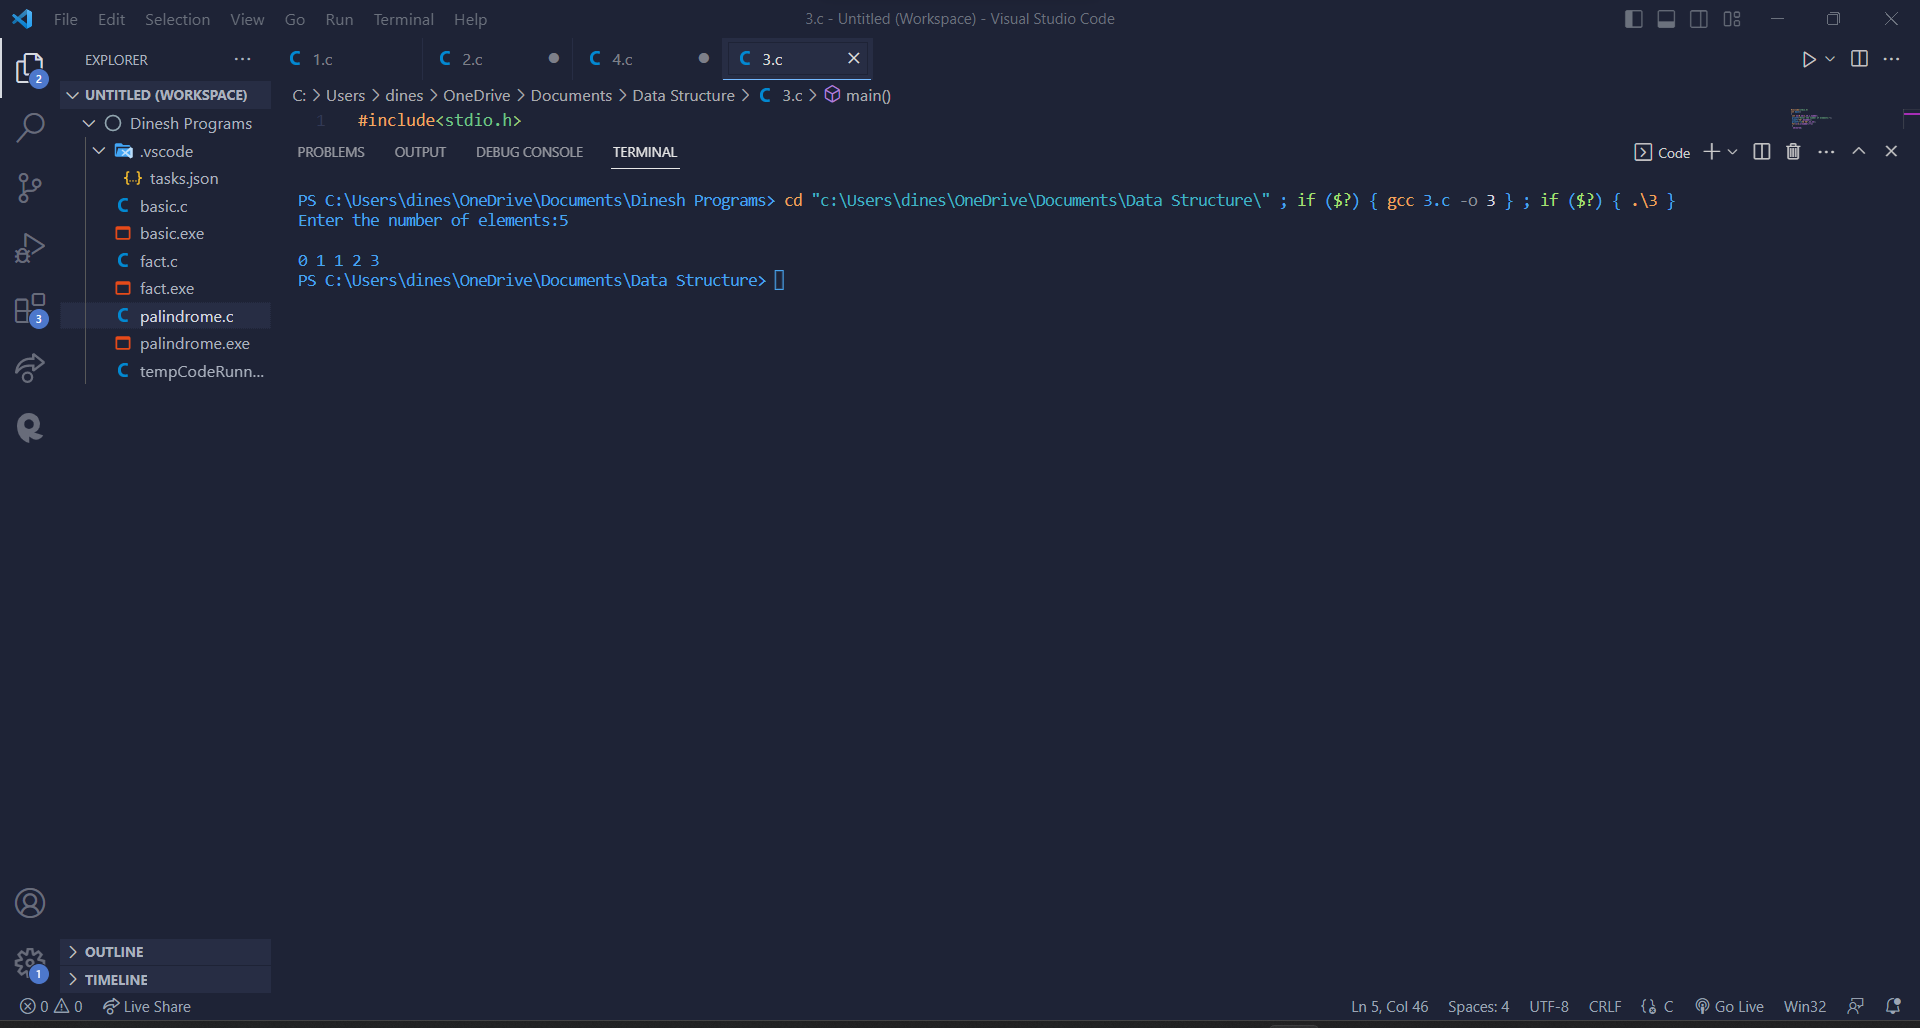 File Edit Selection View Go Run Terminal Help
3.c - Untitled (Workspace) - Visual Studio Code
EXPLORER
1.c
2.c
4.c
3.c
UNTITLED (WORKSPACE)
C: > Users > dines > OneDrive > Documents > Data Structure > C 3.c > main()
1 #include<stdio.h>
Dinesh Programs
.vscode
tasks.json
basic.c
basic.exe
fact.c
fact.exe
palindrome.c
palindrome.exe
tempCodeRunn...
PROBLEMS OUTPUT DEBUG CONSOLE TERMINAL
Code
PS C:\Users\dines\OneDrive\Documents\Dinesh Programs> cd "c:\Users\dines\OneDrive\Documents\Data Structure\" ; if ($?) { gcc 3.c -o 3 } ; if ($?) { .\3 }
Enter the number of elements:5
0 1 1 2 3
PS C:\Users\dines\OneDrive\Documents\Data Structure>
2
3
1
OUTLINE
TIMELINE
0 0 Live Share
Ln 5, Col 46 Spaces: 4 UTF-8 CRLF C Go Live Win32